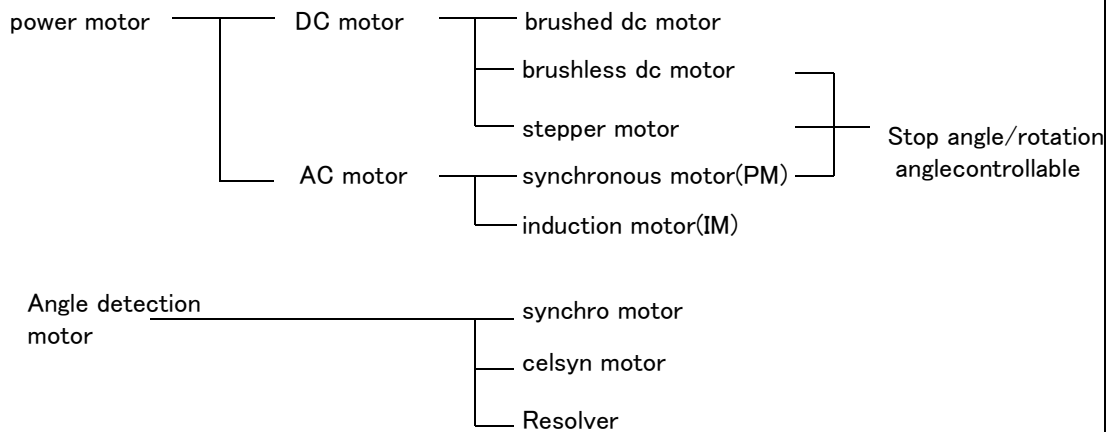 power motor
DC motor
brushed dc motor
brushless dc motor
stepper motor
Stop angle/rotation
anglecontrollable
AC motor
synchronous motor(PM)
induction motor(IM)
Angle detection
motor
synchro motor
celsyn motor
Resolver